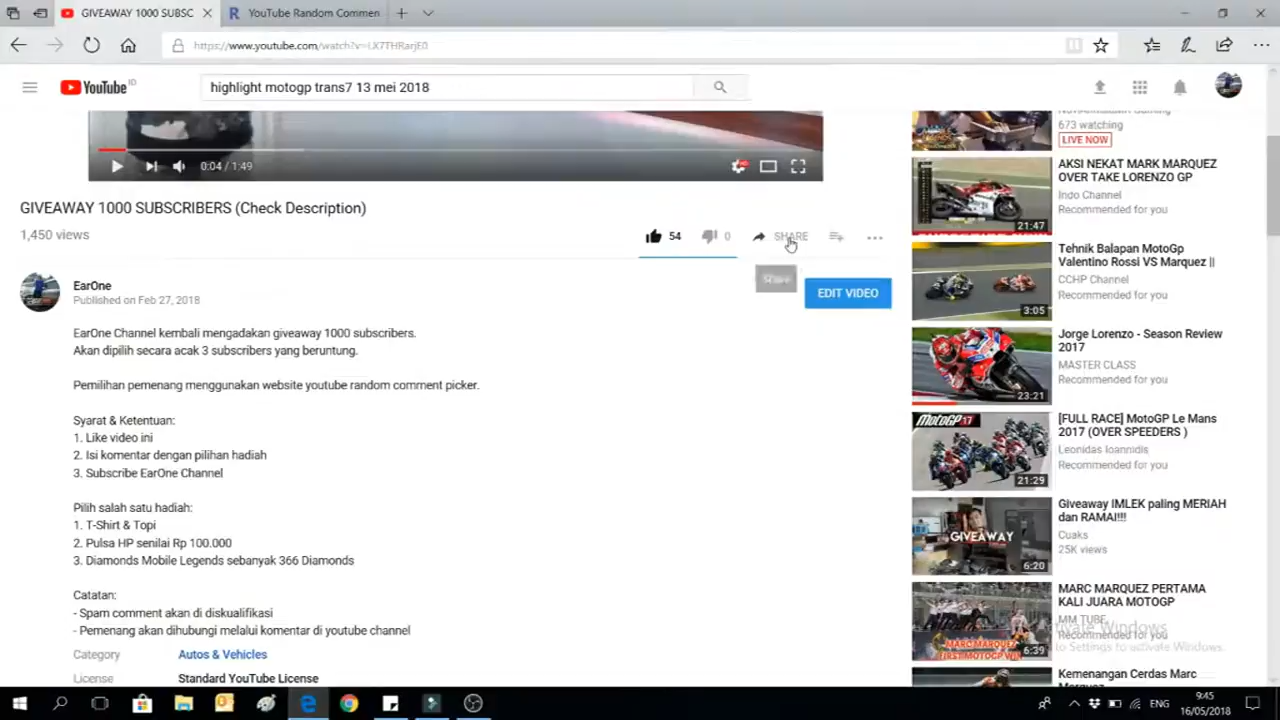 GIVEAWAY 1000 SUBSC
YouTube Random Commen
https://www.youtube.com/watch?v=LX7THRarjE0
YouTube ID
highlight motogp trans7 13 mei 2018
673 watching
LIVE NOW
0:04 / 1:49
GIVEAWAY 1000 SUBSCRIBERS (Check Description)
1,450 views
54
0
SHARE
Share
EDIT VIDEO
EarOne
Published on Feb 27, 2018
EarOne Channel kembali mengadakan giveaway 1000 subscribers.
Akan dipilih secara acak 3 subscribers yang beruntung.
Pemilihan pemenang menggunakan website youtube random comment picker.
Syarat & Ketentuan:
1. Like video ini
2. Isi komentar dengan pilihan hadiah
3. Subscribe EarOne Channel
Pilih salah satu hadiah:
1. T-Shirt & Topi
2. Pulsa HP senilai Rp 100.000
3. Diamonds Mobile Legends sebanyak 366 Diamonds
Catatan:
- Spam comment akan di diskualifikasi
- Pemenang akan dihubungi melalui komentar di youtube channel
Category
Autos & Vehicles
License
Standard YouTube License
AKSI NEKAT MARK MARQUEZ
OVER TAKE LORENZO GP
Indo Channel
Recommended for you
21:47
Tehnik Balapan MotoGp
Valentino Rossi VS Marquez ||
CCHP Channel
Recommended for you
3:05
Jorge Lorenzo - Season Review
2017
MASTER CLASS
Recommended for you
23:21
MotoGP 17
[FULL RACE] MotoGP Le Mans
2017 (OVER SPEEDERS )
Leonidas Ioannidis
Recommended for you
21:29
GIVEAWAY
Giveaway IMLEK paling MERIAH
dan RAMAI!!!
Cuaks
25K views
6:20
MARC MARQUEZ PERTAMA
KALI JUARA MOTOGP
MM TUBE
Recommended for you
MARC MARQUEZ
FIRST MOTOGP WIN
6:39
Activate Windows
to Settings to activate Windows.
Kemenangan Cerdas Marc
Marquez
ENG
9:45
16/05/2018